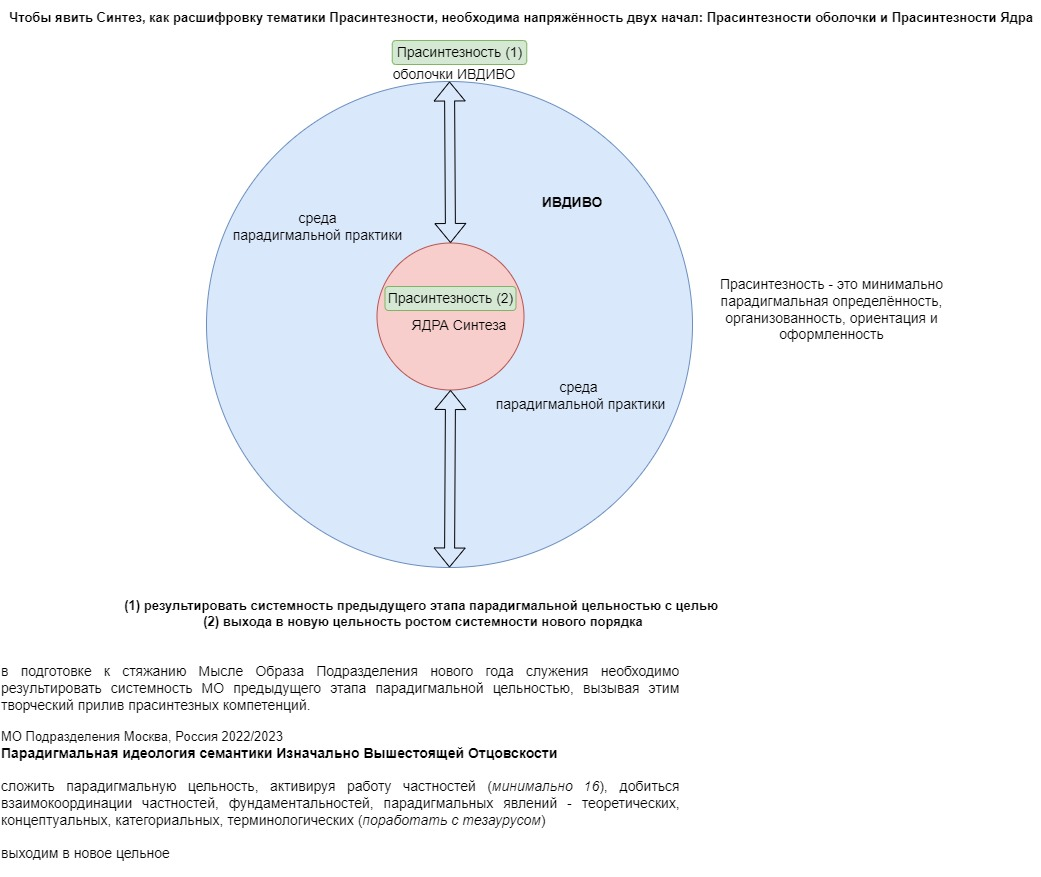 Чтобы явить Синтез, как расшифровку тематики Прасинтезности, необходима напряжённость двух начал: Прасинтезности оболочки и Прасинтезности Ядра
Прасинтезность (1)
оболочки ИВДИВО
ИВДИВО
среда
парадигмальной практики
Прасинтезность (2)
ЯДРА Синтеза
Прасинтезность - это минимально
парадигмальная определённость,
организованность, ориентация и
оформленность
среда
парадигмальной практики
(1) результировать системность предыдущего этапа парадигмальной цельностью с целью
(2) выхода в новую цельность ростом системности нового порядка
в подготовке к стяжанию Мысле Образа Подразделения нового года служения необходимо
результировать системность МО предыдущего этапа парадигмальной цельностью, вызывая этим
творческий прилив прасинтезных компетенций.
МО Подразделения Москва, Россия 2022/2023
Парадигмальная идеология семантики Изначально Вышестоящей Отцовскости
сложить парадигмальную цельность, активируя работу частностей (минимально 16), добиться
взаимокоординации частностей, фундаментальностей, парадигмальных явлений - теоретических,
концептуальных, категориальных, терминологических (поработать с тезаурусом)
выходим в новое цельное